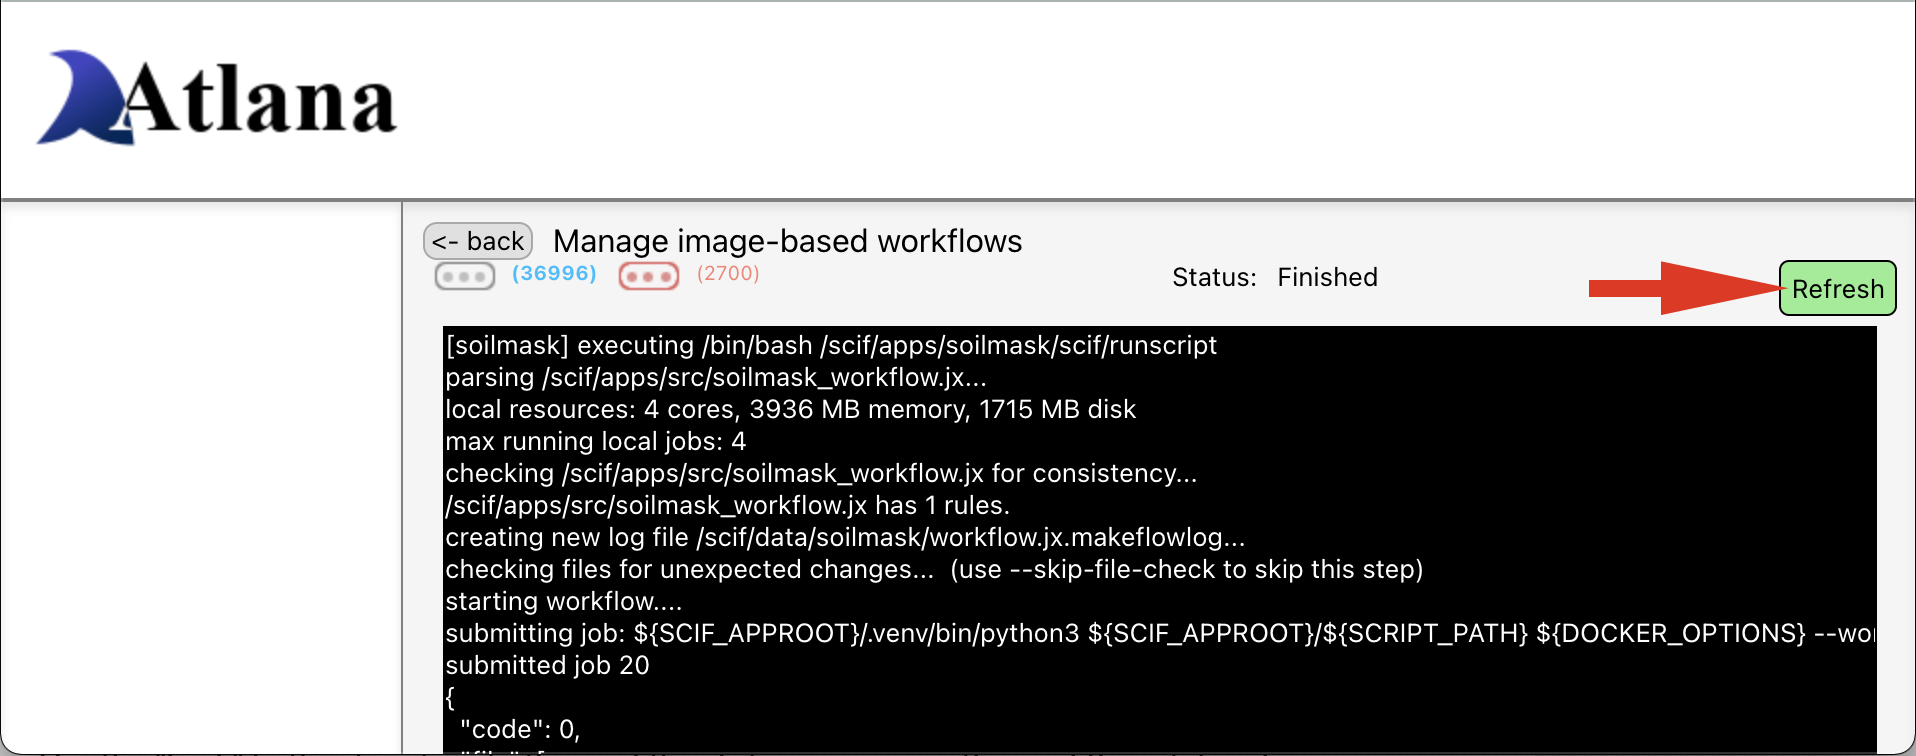 Atlana
<- back Manage image-based workflows
(36996) (2700)
Status: Finished
Refresh
[soilmask] executing /bin/bash /scif/apps/soilmask/scif/runscript
parsing /scif/apps/src/soilmask_workflow.jx...
local resources: 4 cores, 3936 MB memory, 1715 MB disk
max running local jobs: 4
checking /scif/apps/src/soilmask_workflow.jx for consistency...
/scif/apps/src/soilmask_workflow.jx has 1 rules.
creating new log file /scif/data/soilmask/workflow.jx.makeflowlog...
checking files for unexpected changes... (use --skip-file-check to skip this step)
starting workflow....
submitting job: ${SCIF_APPROOT}/.venv/bin/python3 ${SCIF_APPROOT}/${SCRIPT_PATH} ${DOCKER_OPTIONS}
submitted job 20
{
"code": 0,